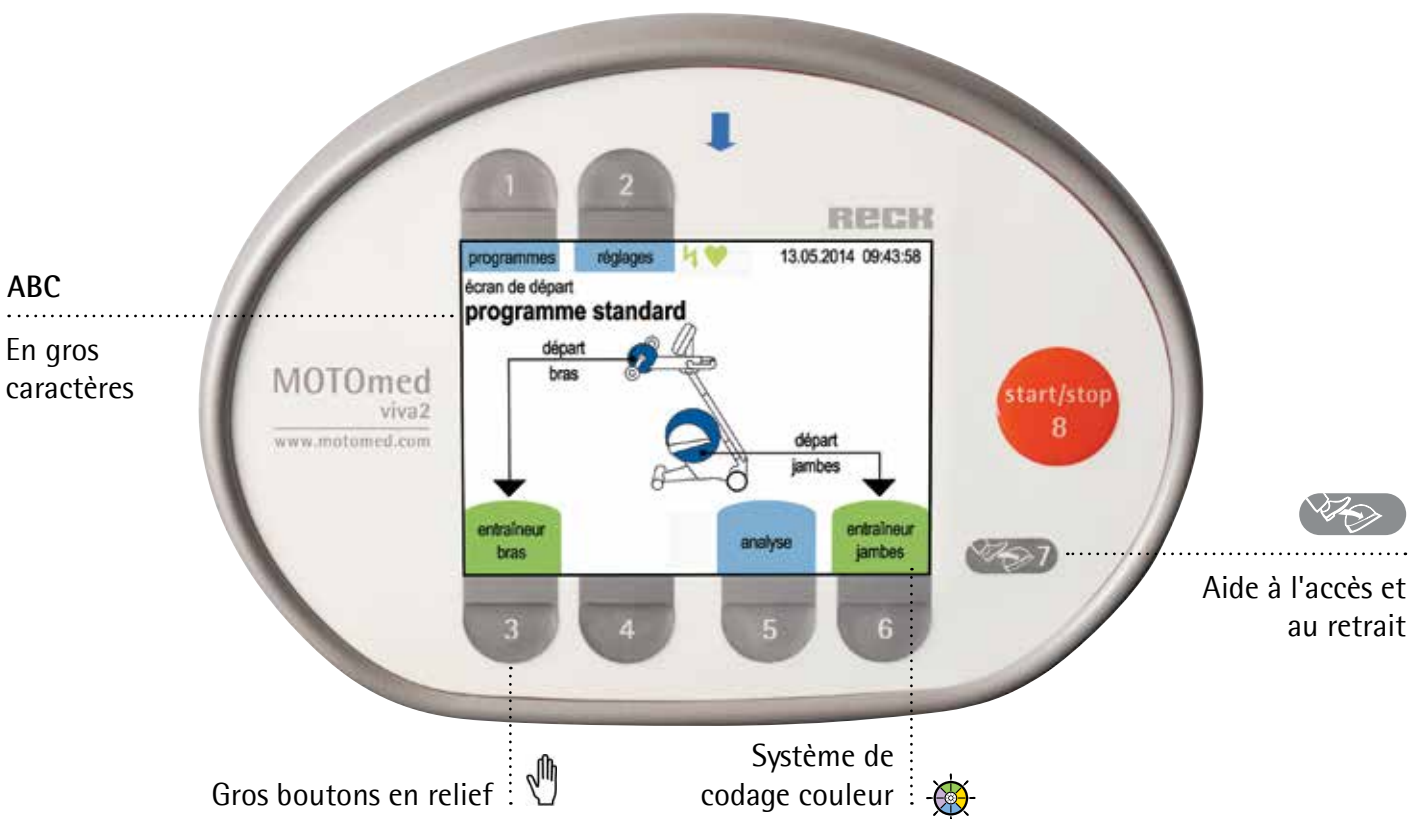 1
2
RECK
programmes
réglages
13.05.2014 09:43:58
écran de départ
programme standard
départ
bras
départ
jambes
entraîneur
bras
analyse
entraîneur
jambes
3
4
5
6
MOTOmed
viva2
www.motomed.com
start/stop
8
7
ABC
En gros
caractères
Aide à l'accès et
au retrait
Gros boutons en relief
Système de
codage couleur